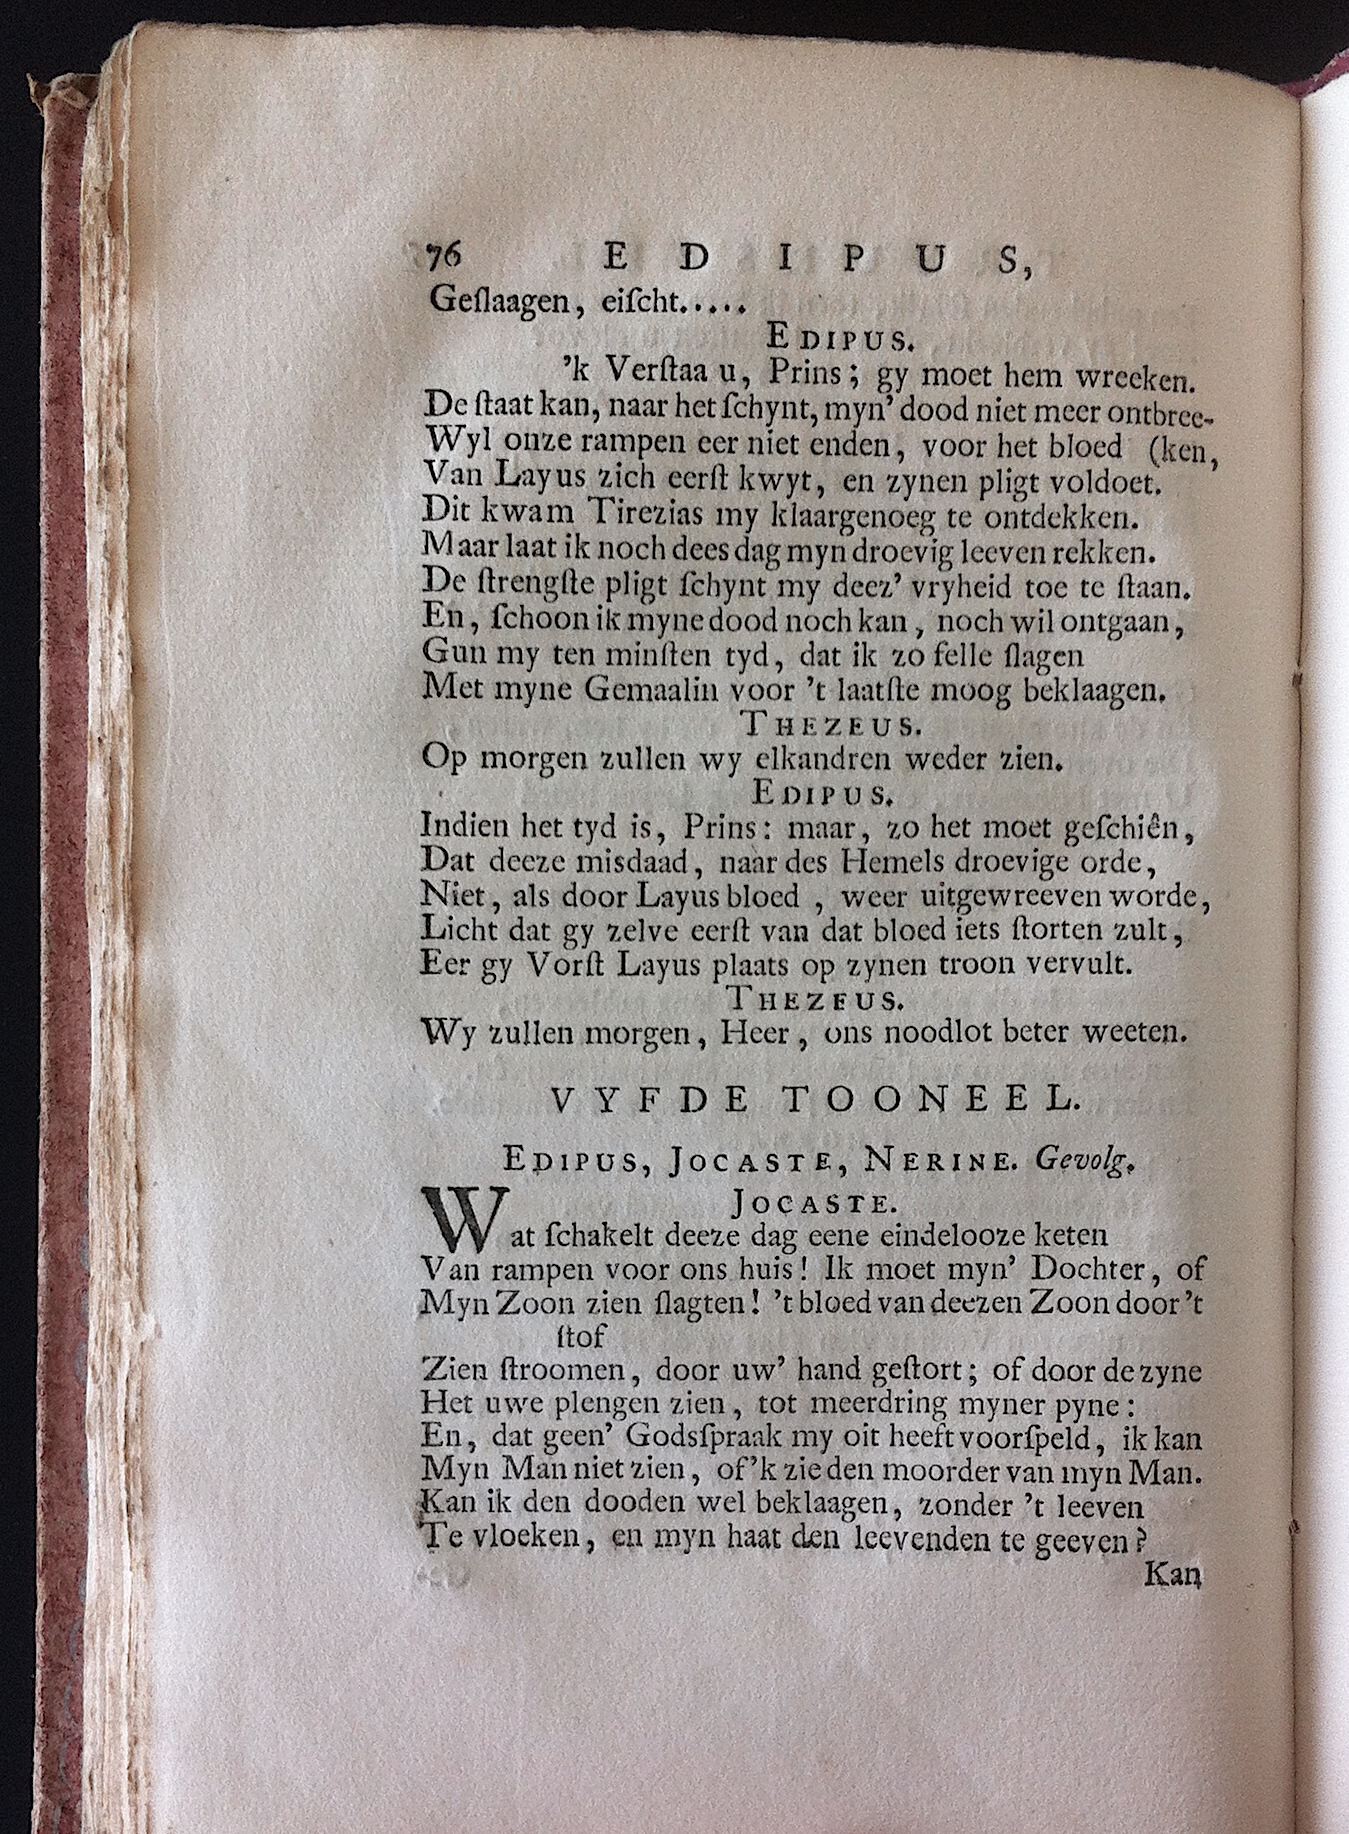 76 EDIPUS,
Geſlaagen, eiſcht.....
EDIPUS.
’k Verſtaa u, Prins; gy moet hem wreeken.
De ſtaat kan, naar het ſchynt, myn’ dood niet meer ontbree-
Wyl onze rampen eer niet enden, voor het bloed (ken,
Van Layus zich eerſt kwyt, en zynen pligt voldoet.
Dit kwam Tirezias my klaargenoeg te ontdekken.
Maar laat ik noch dees dag myn droevig leeven rekken.
De ſtrengſte pligt ſchynt my deez’ vryheid toe te ſtaan.
En, ſchoon ik myne dood noch kan, noch wil ontgaan,
Gun my ten minſten tyd, dat ik zo felle ſlagen
Met myne Gemaalin voor ’t laatſte moog beklaagen.
THEZEUS.
Op morgen zullen wy elkandren weder zien.
EDIPUS.
Indien het tyd is, Prins: maar, zo het moet geſchiên,
Dat deeze misdaad, naar des Hemels droevige orde,
Niet, als door Layus bloed, weer uitgewreeven worde,
Licht dat gy zelve eerſt van dat bloed iets ſtorten zult,
Eer gy Vorſt Layus plaats op zynen troon vervult.
THEZEUS.
Wy zullen morgen, Heer, ons noodlot beter weeten.
VYFDE TOONEEL.
EDIPUS, JOCASTE, NERINE. Gevolg.
JOCASTE.
Wat ſchakelt deeze dag eene eindelooze keten
Van rampen voor ons huis! Ik moet myn’ Dochter, of
Myn Zoon zien ſlagten! ’t bloed van deezen Zoon door ’t
ſtof
Zien ſtroomen, door uw’ hand geſtort; of door de zyne
Het uwe plengen zien, tot meerdring myner pyne:
En, dat geen’ Godsſpraak my oit heeft voorſpeld, ik kan
Myn Man niet zien, of ’k zie den moorder van myn Man.
Kan ik den dooden wel beklaagen, zonder ’t leeven
Te vloeken, en myn haat den leevenden te geeven?
Kan